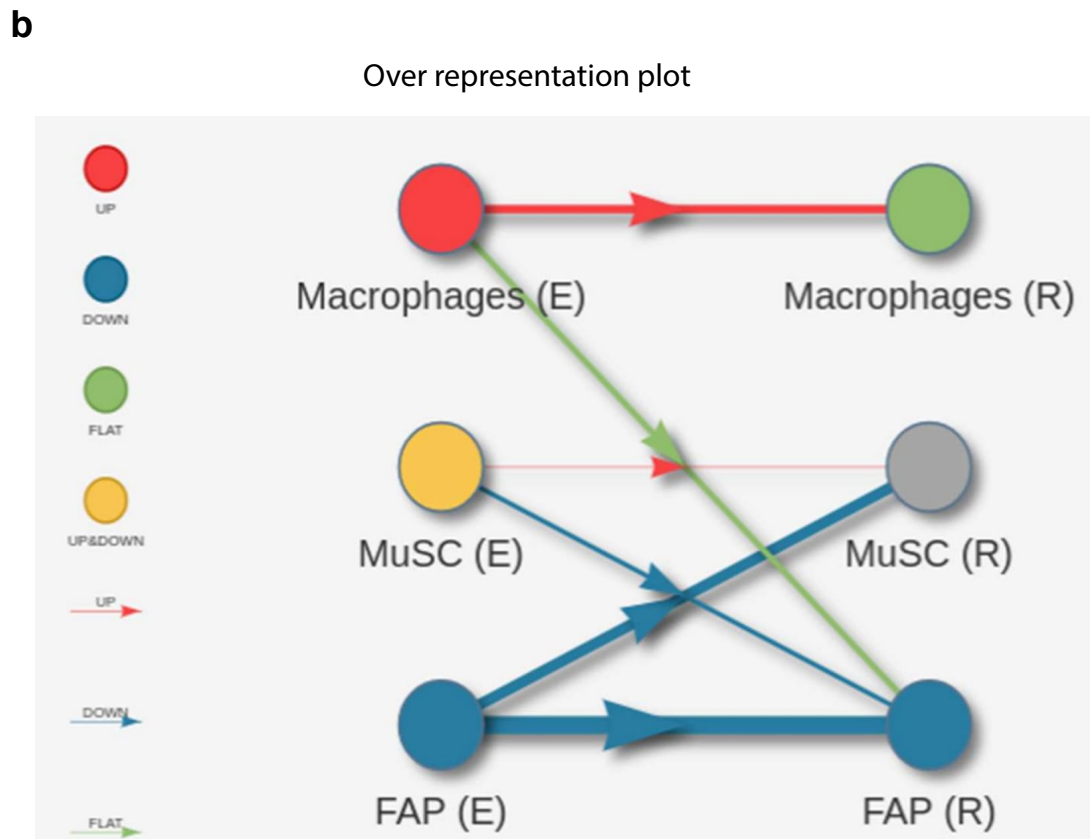 b
Over representation plot
UP
DOWN
FLAT
UP&DOWN
UP
DOWN
FLAT
Macrophages (E)
Macrophages (R)
MuSC (E)
MuSC (R)
FAP (E)
FAP (R)